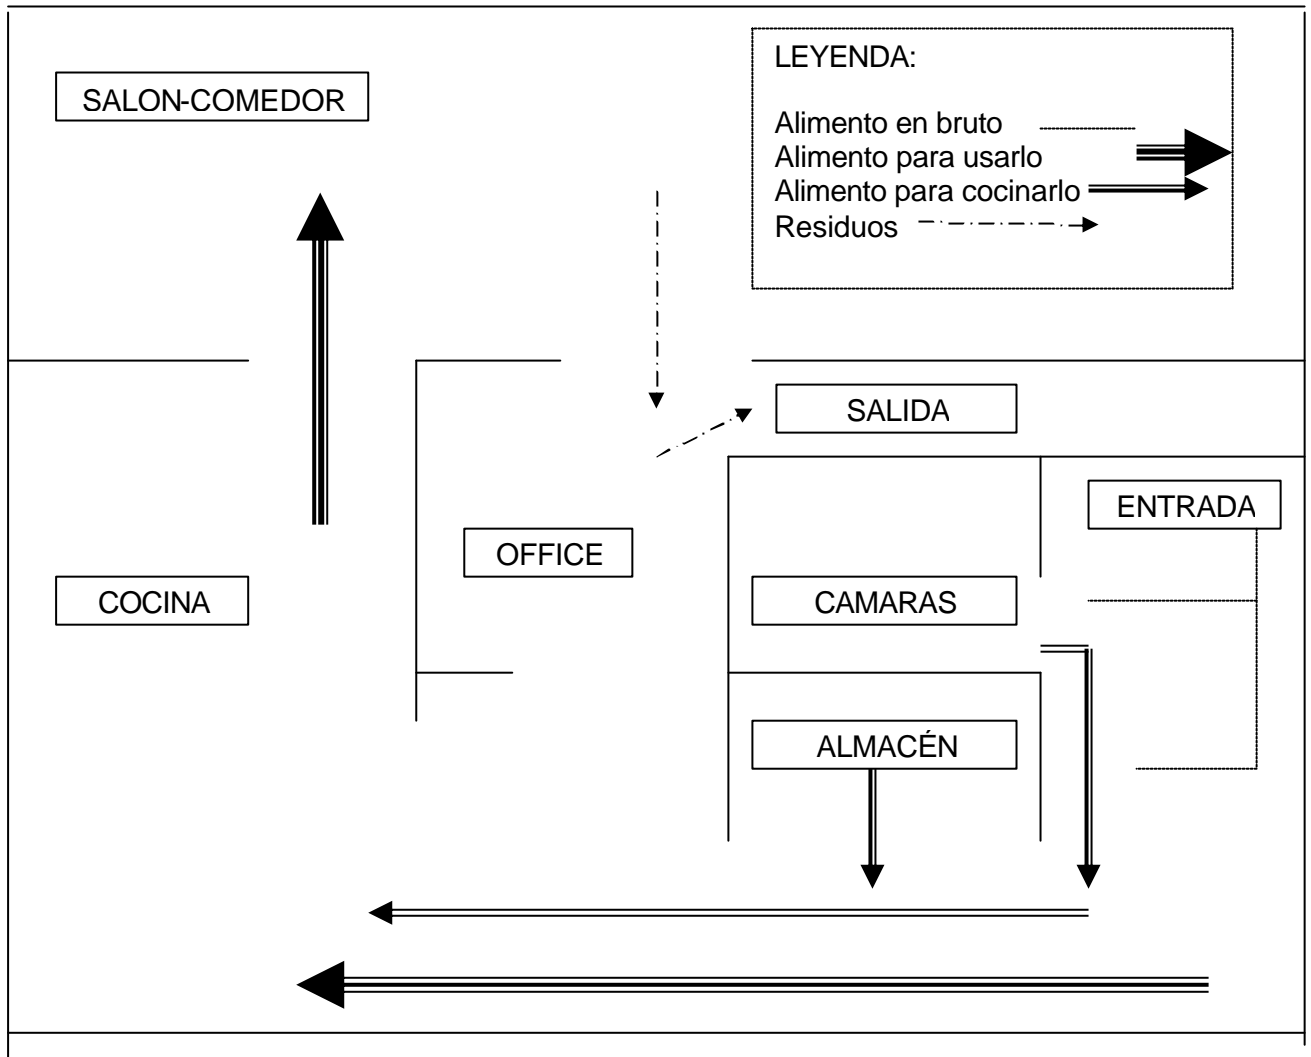 SALON-COMEDOR
LEYENDA:
Alimento en bruto
Alimento para usarlo
Alimento para cocinarlo
Residuos
SALIDA
ENTRADA
OFFICE
COCINA
CAMARAS
ALMACÉN